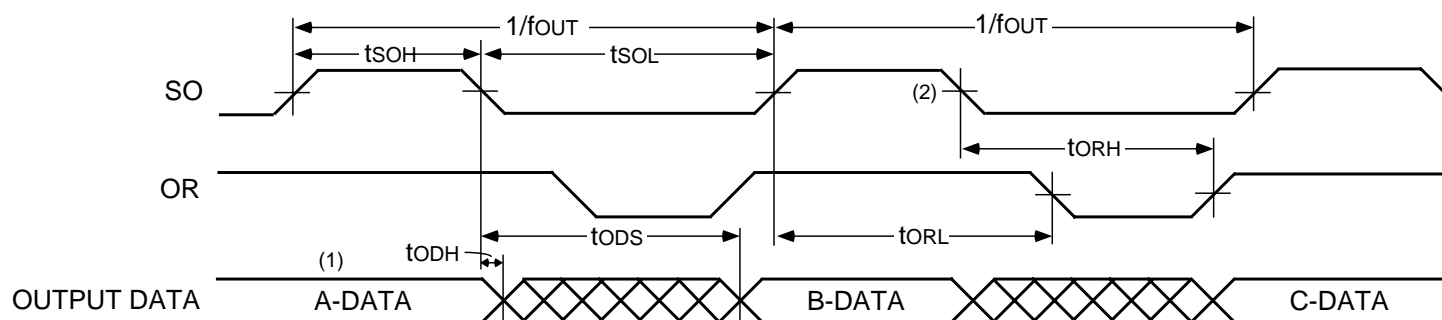 1/fOUT 1/fOUT
tSOH tSOL
SO (2)
tORH
OR
tODS tORL
tODH
(1)
OUTPUT DATA A-DATA B-DATA C-DATA